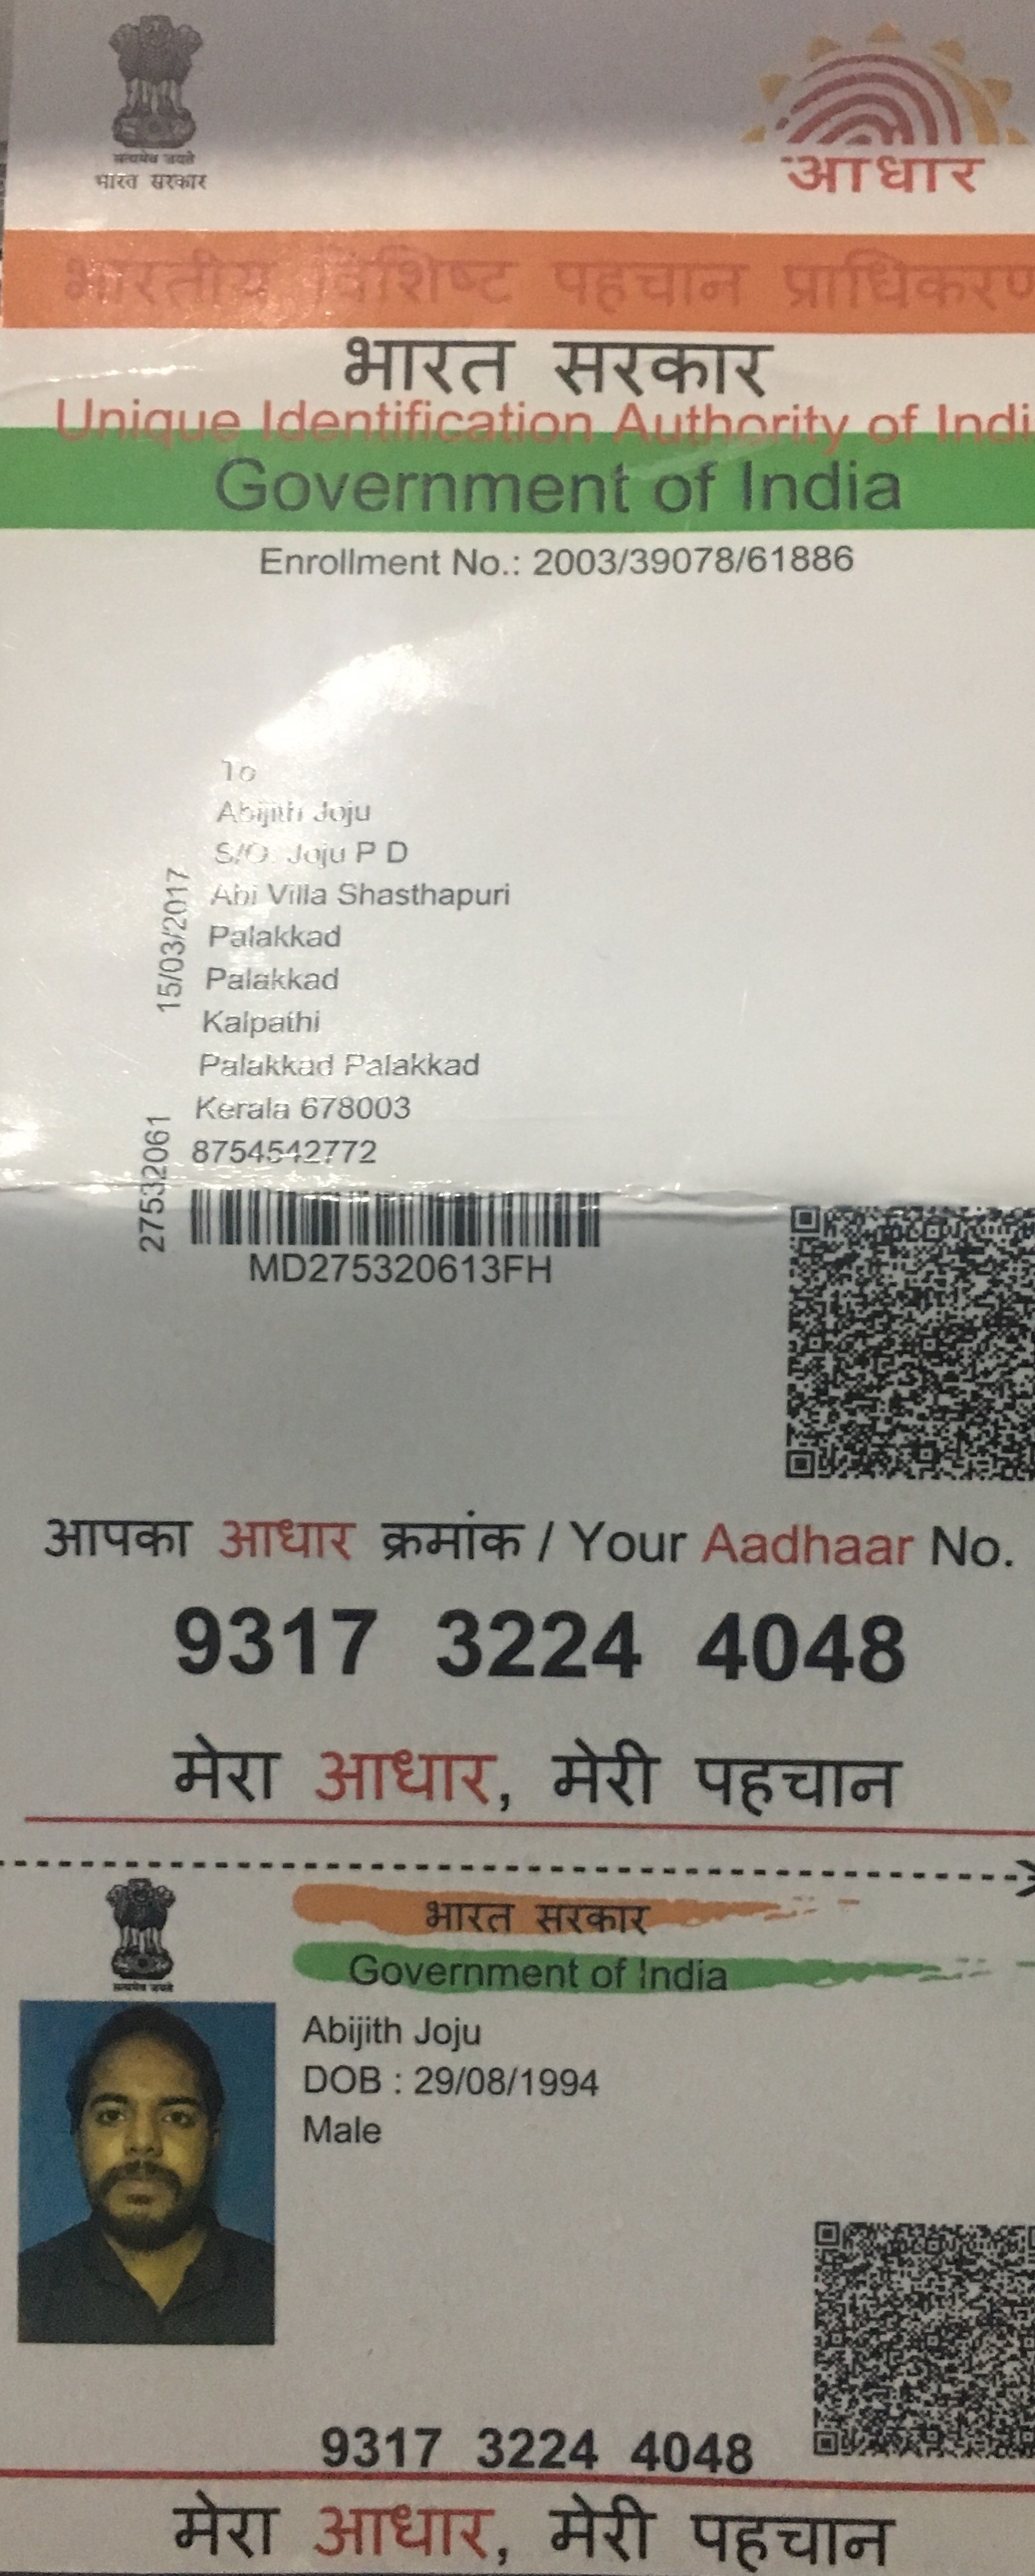 सत्यमेव जयते
भारत सरकार
आधार
भारतीय विशिष्ट पहचान प्राधिकरण
भारत सरकार
Unique Identification Authority of Indi
Government of India
Enrollment No.: 2003/39078/61886
To
Abijith Joju
S/O. Joju P D
Abi Villa Shasthapuri
Palakkad
Palakkad
Kalpathi
Palakkad Palakkad
Kerala 678003
8754542772
15/03/2017
27532061
MD275320613FH
आपका आधार क्रमांक / Your Aadhaar No.
9317 3224 4048
मेरा आधार, मेरी पहचान
सत्यमेव जयते
भारत सरकार
Government of India
Abijith Joju
DOB : 29/08/1994
Male
9317 3224 4048
मेरा आधार, मेरी पहचान